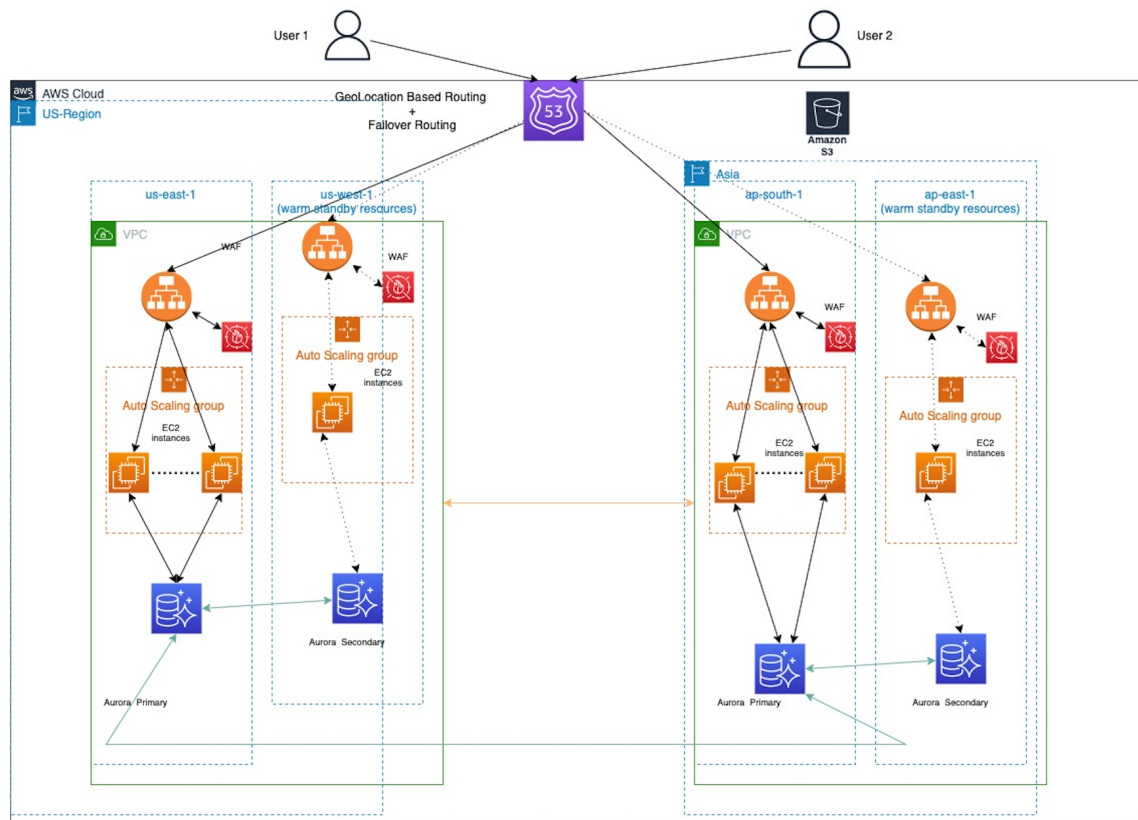 User 1
User 2
aws
AWS Cloud
US-Region
GeoLocation Based Routing
+
Failover Routing
53
Amazon
S3
Asia
us-east-1
us-west-1
(warm standby resources)
ap-south-1
ap-east-1
(warm standby resources)
VPC
VPC
WAF
WAF
WAF
WAF
Auto Scaling group
EC2
instances
Auto Scaling group
EC2
instances
Auto Scaling group
EC2
instances
Auto Scaling group
EC2
instances
Aurora Secondary
Aurora Primary
Aurora Primary
Aurora Secondary